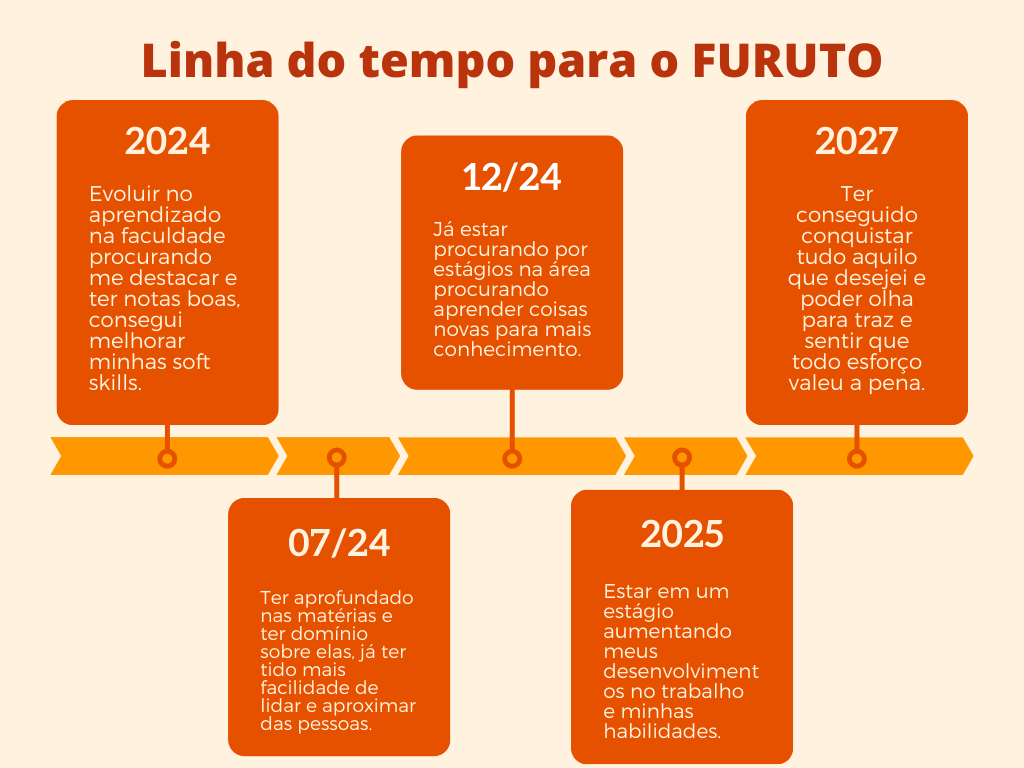 Linha do tempo para o FURUTO
2024
Evoluir no
aprendizado
na faculdade
procurando
me destacar e
ter notas boas,
consegui
melhorar
minhas soft
skills.
07/24
Ter aprofundado
nas matérias e
ter domínio
sobre elas, já ter
tido mais
facilidade de
lidar e aproximar
das pessoas.
12/24
Já estar
procurando por
estágios na área
procurando
aprender coisas
novas para mais
conhecimento.
2025
Estar em um
estágio
aumentando
meus
desenvolviment
os no trabalho
e minhas
habilidades.
2027
Ter
conseguido
conquistar
tudo aquilo
que desejei e
poder olha
para traz e
sentir que
todo esforço
valeu a pena.